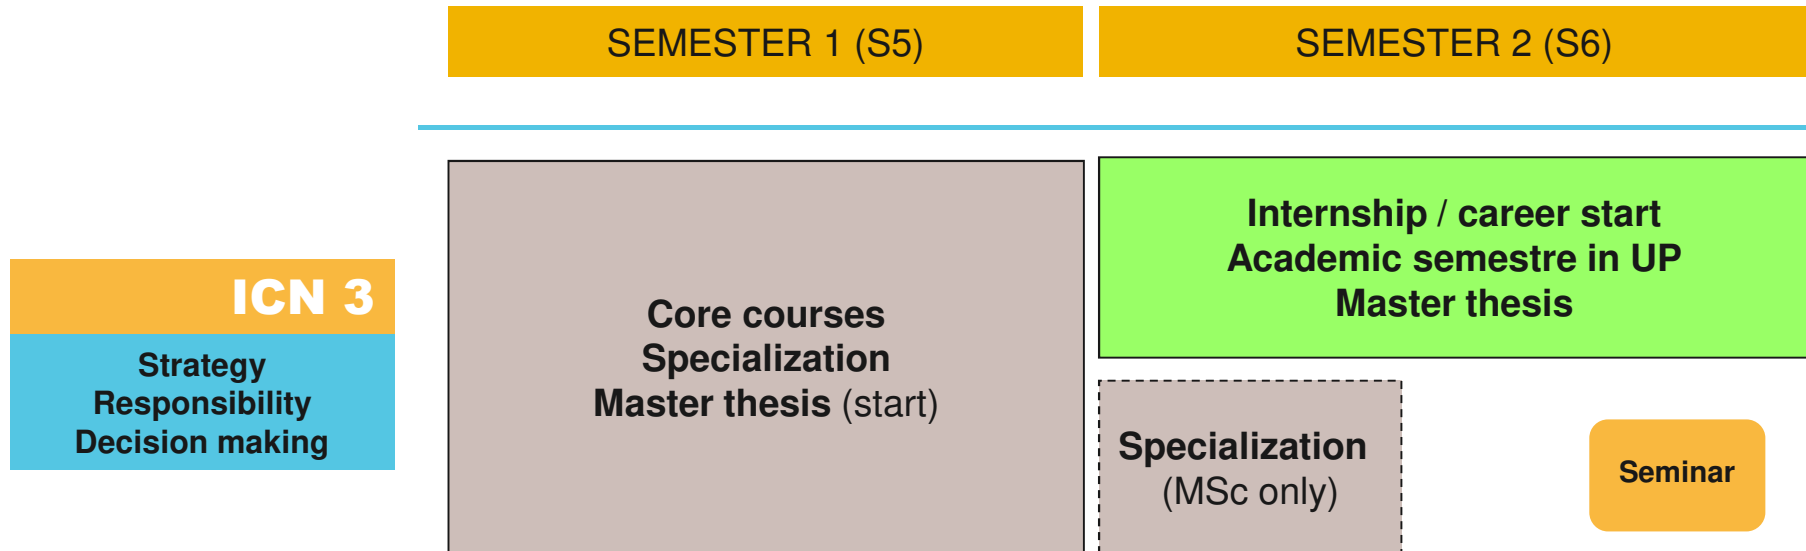 SEMESTER 1 (S5)
SEMESTER 2 (S6)
ICN 3
Strategy
Responsibility
Decision making
Core courses
Specialization
Master thesis (start)
Internship / career start
Academic semestre in UP
Master thesis
Specialization
(MSc only)
Seminar